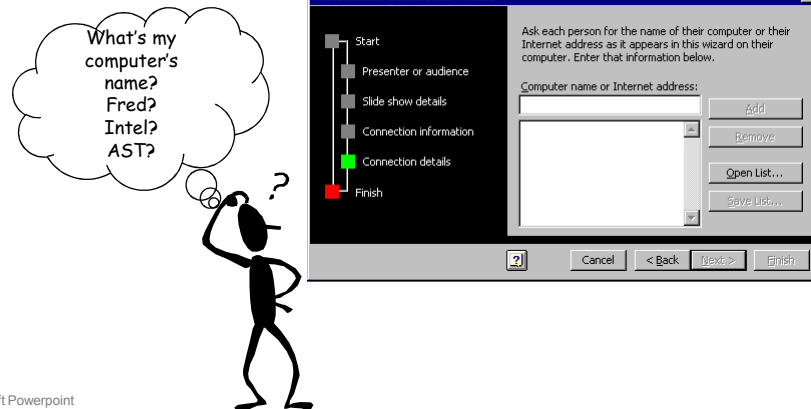 What's my
computer's
name?
Fred?
Intel?
AST?
?
Start
Presenter or audience
Slide show details
Connection information
Connection details
Finish
Ask each person for the name of their computer or their
Internet address as it appears in this wizard on their
computer. Enter that information below.
Computer name or Internet address:
Add
Remove
Open List...
Save List...
?
Cancel
< Back
Next >
Finish
Powerpoint